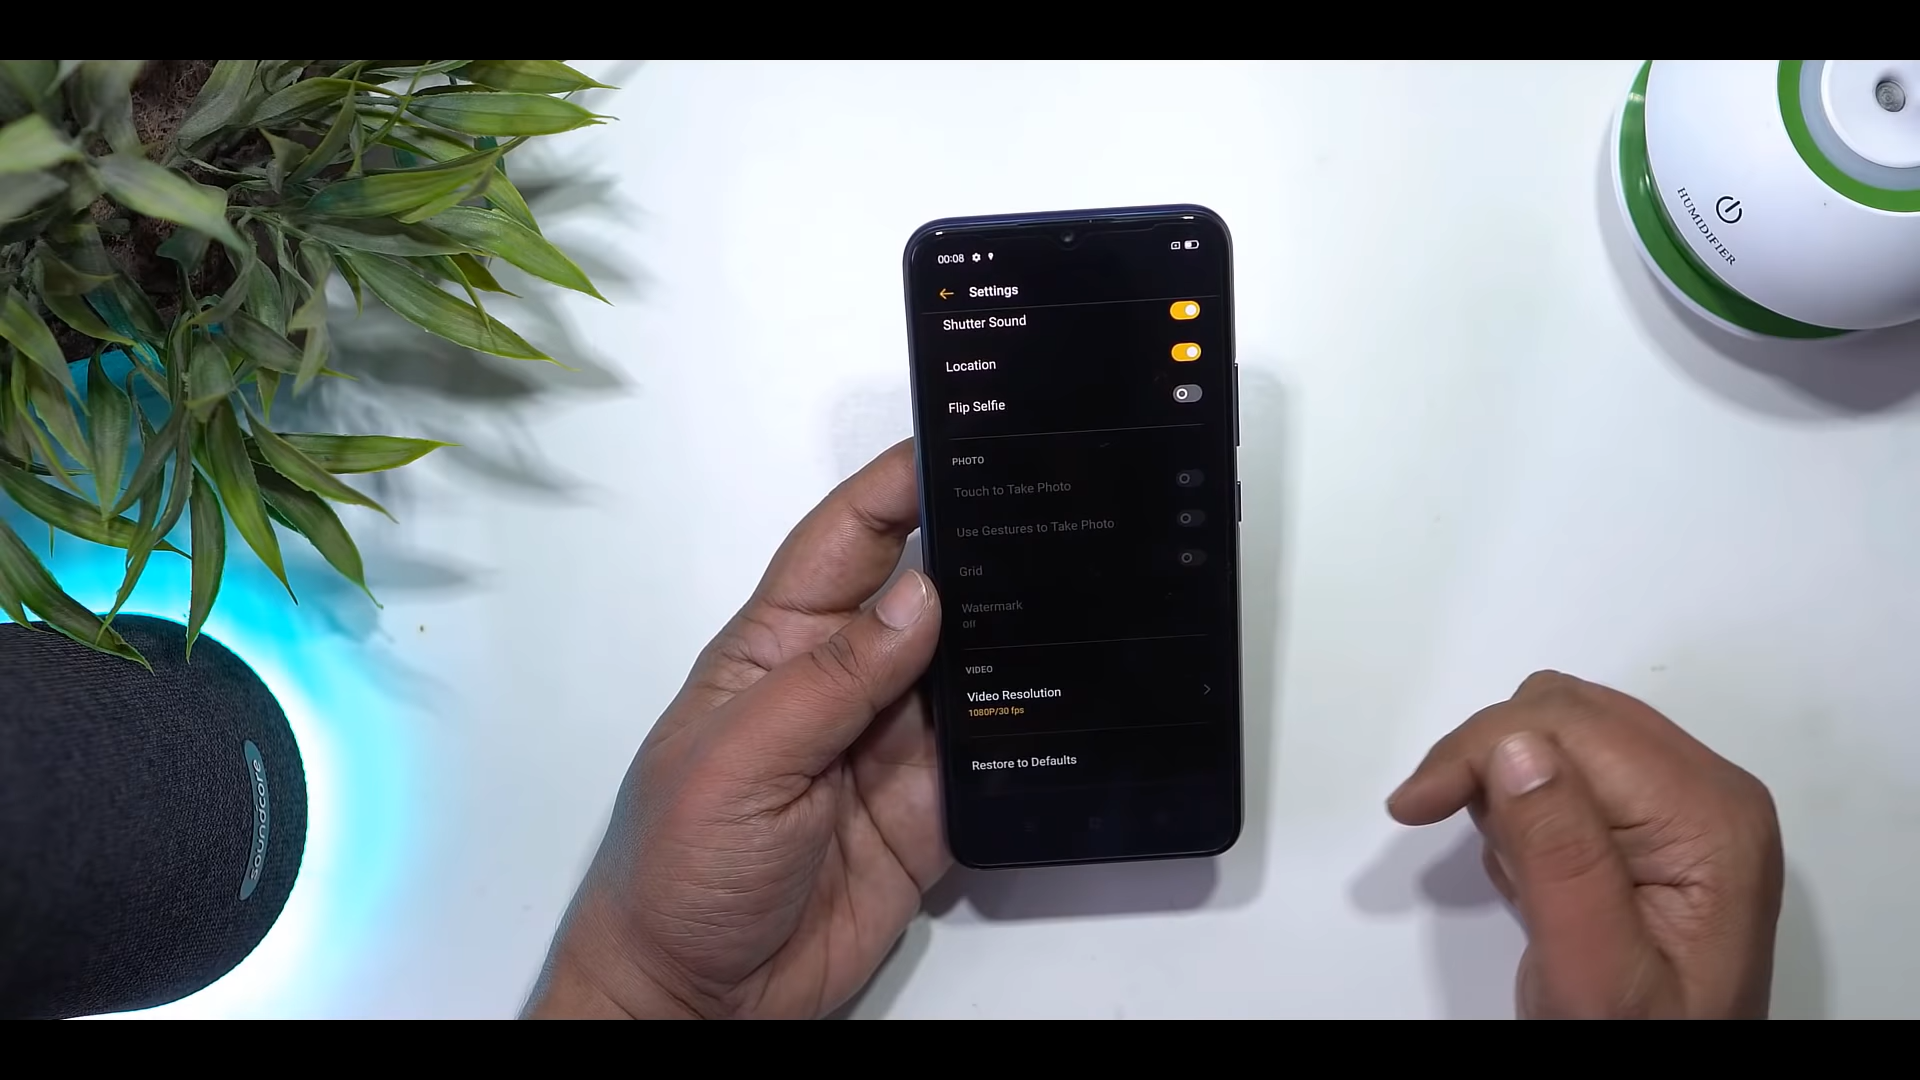 00:08
Settings
Shutter Sound
Location
Flip Selfie
PHOTO
Touch to Take Photo
Use Gestures to Take Photo
Grid
Watermark
Off
VIDEO
Video Resolution
1080P/30 fps
Restore to Defaults
HUMIDIFIER
soundcore